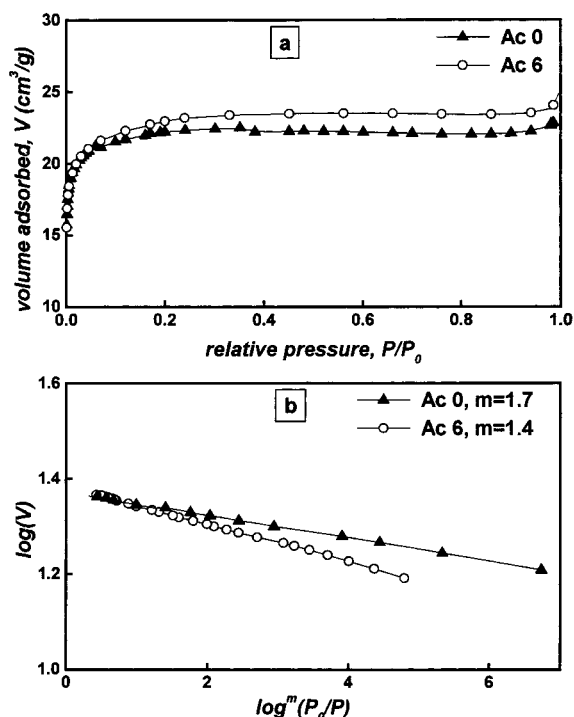 a
Ac 0
Ac 6
30
25
20
15
10
0.0 0.2 0.4 0.6 0.8 1.0
volume adsorbed, V (cm³/g)
relative pressure, P/P₀
b
Ac 0, m=1.7
Ac 6, m=1.4
1.6
1.4
1.2
1.0
0 2 4 6
log(V)
logᵐ(P₀/P)